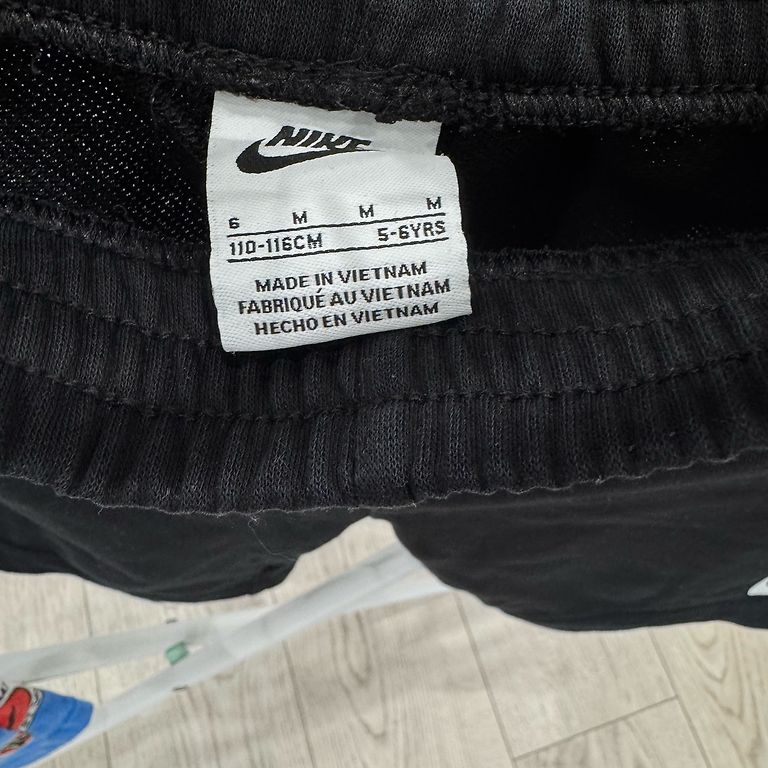 NIKE
6 M M M
110-116CM 5-6YRS
MADE IN VIETNAM
FABRIQUÉ AU VIETNAM
HECHO EN VIETNAM